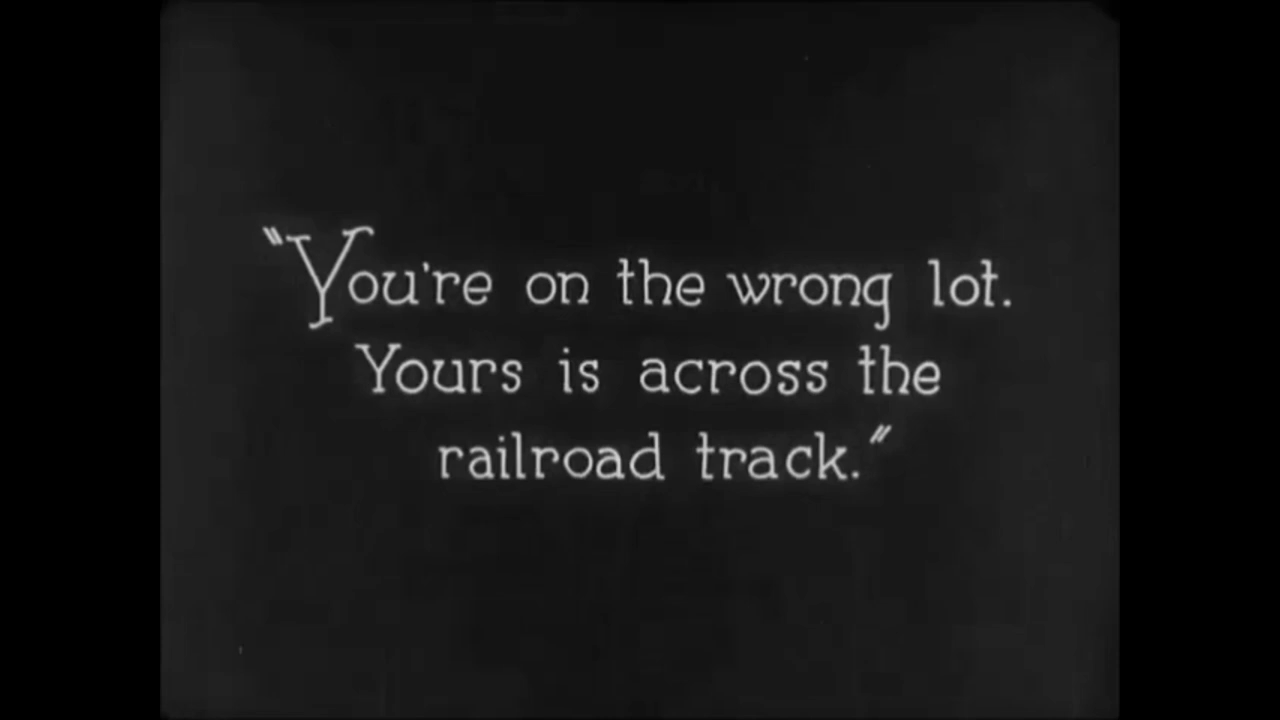 "You're on the wrong lot.
Yours is across the
railroad track."